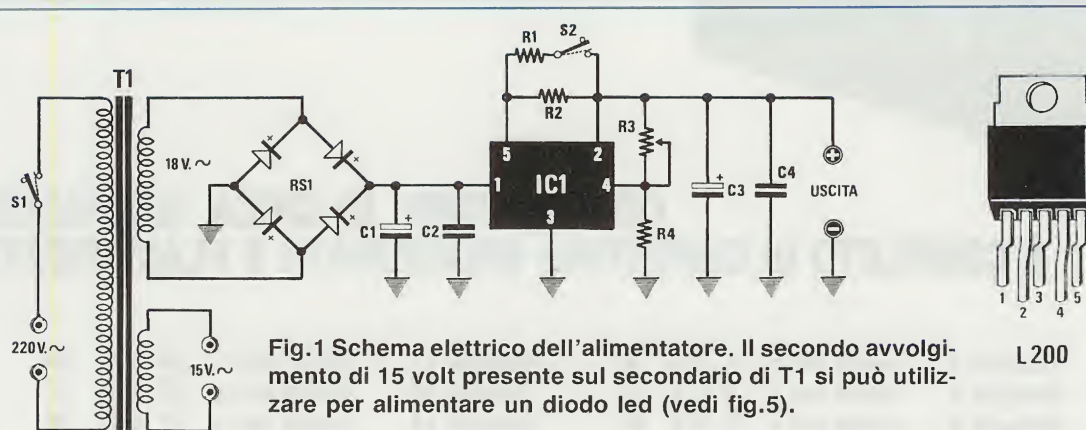 T1
S1
220 V. ~
18 V. ~
15 V. ~
RS1
C1
+
C2
R1
S2
R2
5
2
1
IC1
4
3
R3
R4
+
C3
C4
+
USCITA
-
1
2
3
4
5
L 200
Fig.1 Schema elettrico dell'alimentatore. Il secondo avvolgi-
mento di 15 volt presente sul secondario di T1 si può utiliz-
zare per alimentare un diodo led (vedi fig.5).